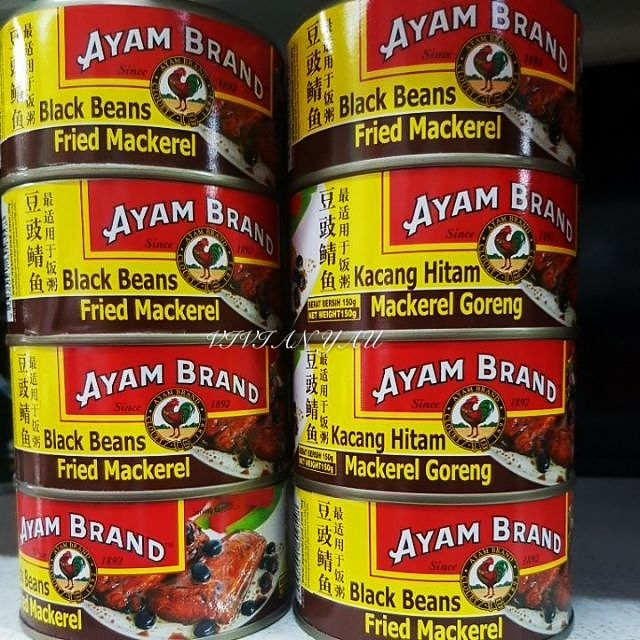 AYAM BRAND
Since 1892
豆豉鲭鱼
最适用于饭粥
Black Beans
Fried Mackerel
AYAM BRAND
Since 1892
豆豉鲭鱼
最适用于饭粥
Black Beans
Fried Mackerel
AYAM BRAND
Since
豆豉鲭鱼
最适用于饭粥
Black Beans
Fried Mackerel
AYAM BRAND
Since 1892
豆豉鲭鱼
最适用于饭粥
Kacang Hitam
Mackerel Goreng
BERAT BERSIH 150g
NET WEIGHT 150g
VIVIAN YAU
AYAM BRAND
Since 1892
豆豉鲭鱼
最适用于饭粥
Black Beans
Fried Mackerel
AYAM BRAND
Since 1892
豆豉鲭鱼
最适用于饭粥
Kacang Hitam
Mackerel Goreng
BERAT BERSIH 150g
NET WEIGHT 150g
AYAM BRAND
1892
Beans
Mackerel
AYAM BRAND
Since 1892
豆豉鲭鱼
最适用于饭粥
Black Beans
Fried Mackerel